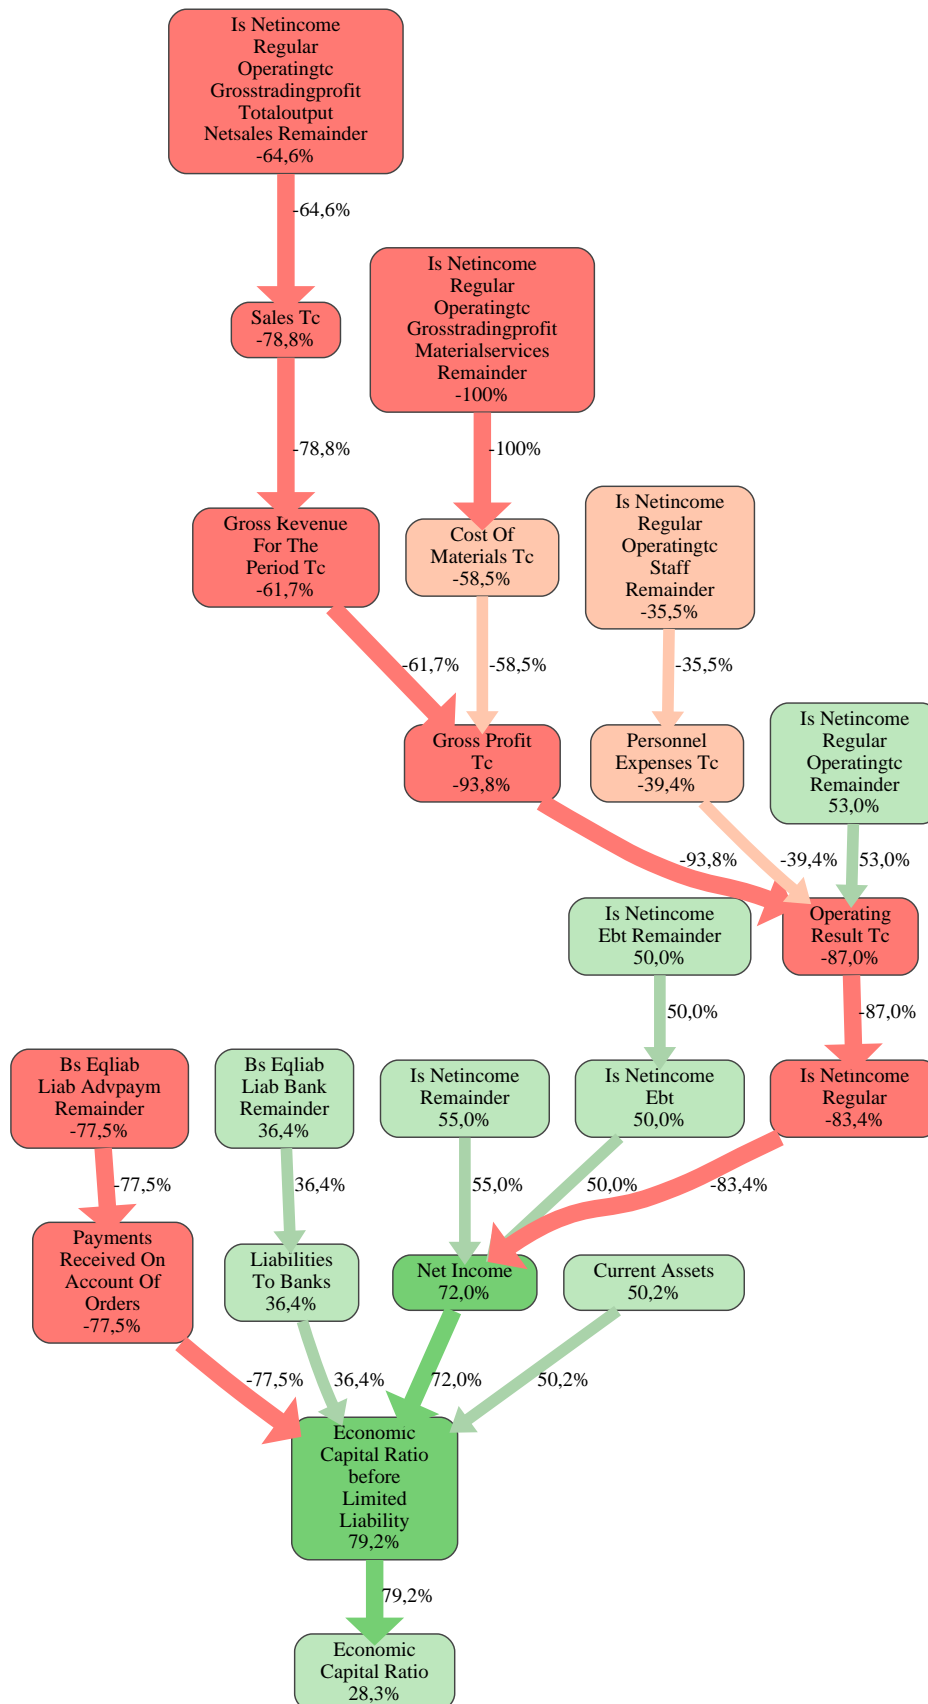 Is Netincome
Regular
Operatingtc
Grosstradingprofit
Totaloutput
Netsales Remainder
-64,6%
-64,6%
Is Netincome
Regular
Operatingtc
Grosstradingprofit
Materialservices
Remainder
-100%
Sales Tc
-78,8%
-78,8%
-100%
Is Netincome
Regular
Operatingtc
Staff
Remainder
-35,5%
Gross Revenue
For The
Period Tc
-61,7%
Cost Of
Materials Tc
-58,5%
-61,7%
-58,5%
-35,5%
Is Netincome
Regular
Operatingtc
Remainder
53,0%
Gross Profit
Tc
-93,8%
Personnel
Expenses Tc
-39,4%
-93,8%
-39,4%
53,0%
Is Netincome
Ebt Remainder
50,0%
Operating
Result Tc
-87,0%
50,0%
-87,0%
Bs Eqliab
Liab Advpaym
Remainder
-77,5%
Bs Eqliab
Liab Bank
Remainder
36,4%
Is Netincome
Remainder
55,0%
Is Netincome
Ebt
50,0%
Is Netincome
Regular
-83,4%
-77,5%
36,4%
55,0%
50,0%
-83,4%
Payments
Received On
Account Of
Orders
-77,5%
Liabilities
To Banks
36,4%
Net Income
72,0%
Current Assets
50,2%
-77,5%
36,4%
72,0%
50,2%
Economic
Capital Ratio
before
Limited
Liability
79,2%
79,2%
Economic
Capital Ratio
28,3%